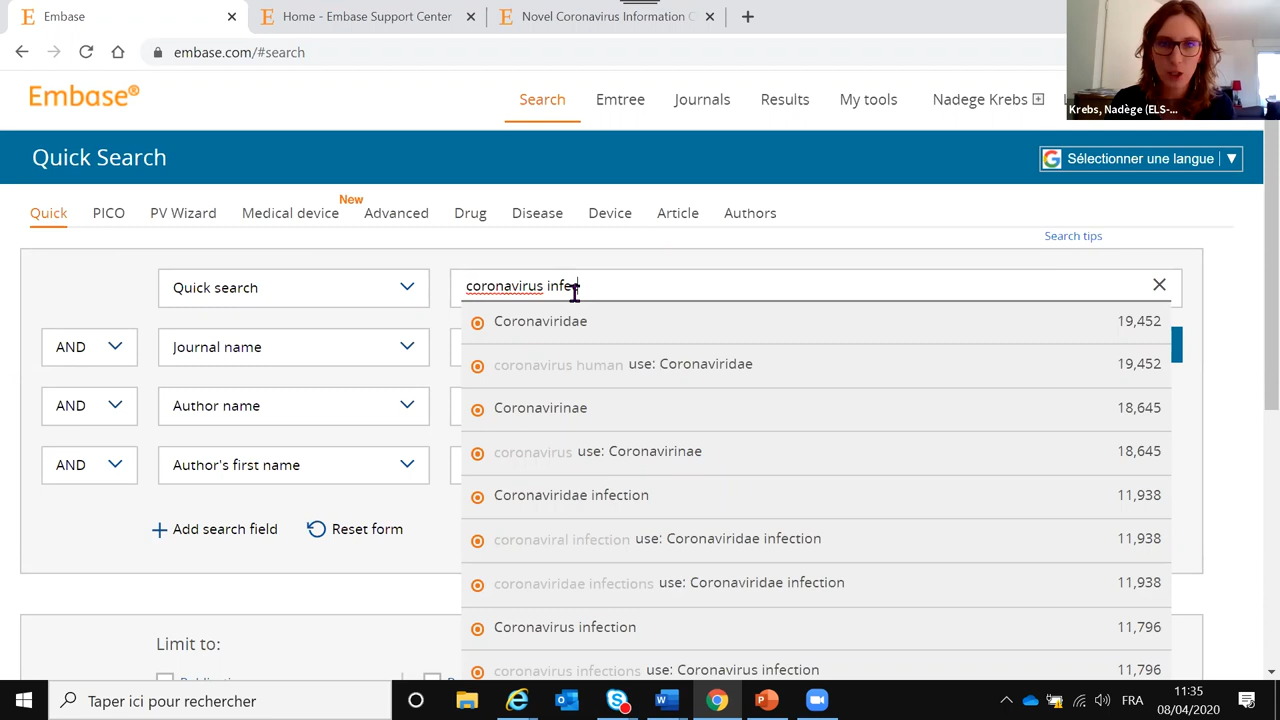 Embase
Home - Embase Support Center
Novel Coronavirus Information C
embase.com/#search
Krebs, Nadège (ELS-...
Embase®
Search
Emtree
Journals
Results
My tools
Nadege Krebs
Quick Search
Sélectionner une langue
New
Quick
PICO
PV Wizard
Medical device
Advanced
Drug
Disease
Device
Article
Authors
Search tips
Quick search
coronavirus infec
AND
Journal name
AND
Author name
AND
Author's first name
Add search field
Reset form
Coronaviridae 19,452
coronavirus human use: Coronaviridae 19,452
Coronavirinae 18,645
coronavirus use: Coronavirinae 18,645
Coronaviridae infection 11,938
coronaviral infection use: Coronaviridae infection 11,938
coronaviridae infections use: Coronaviridae infection 11,938
Coronavirus infection 11,796
coronavirus infections use: Coronavirus infection 11,796
Limit to:
Taper ici pour rechercher
FRA
11:35
08/04/2020